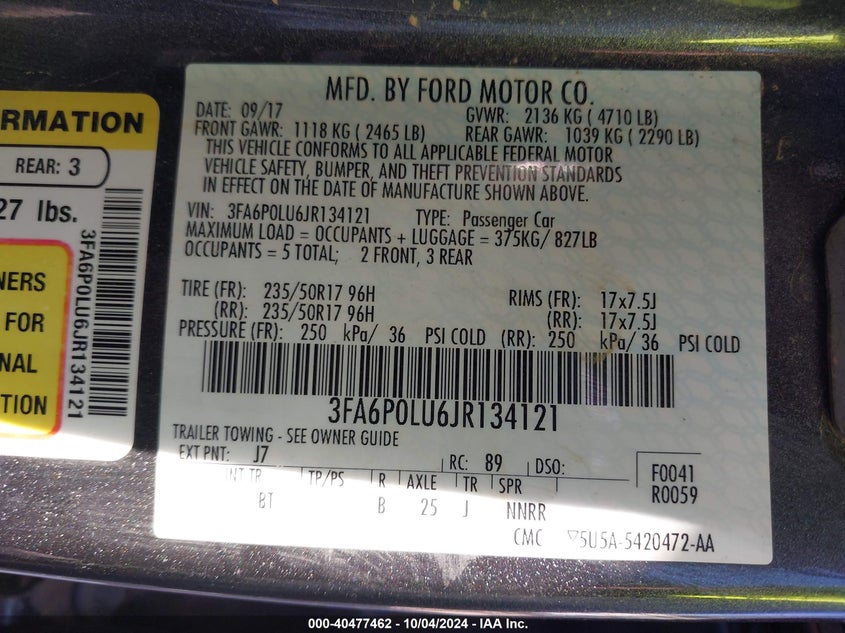 RMATION
REAR: 3
27 lbs.
3FA6P0LU6JR134121
NERS
FOR
NAL
TION
MFD. BY FORD MOTOR CO.
DATE: 09/17 GVWR: 2136 KG ( 4710 LB)
FRONT GAWR: 1118 KG ( 2465 LB) REAR GAWR: 1039 KG ( 2290 LB)
THIS VEHICLE CONFORMS TO ALL APPLICABLE FEDERAL MOTOR
VEHICLE SAFETY, BUMPER, AND THEFT PREVENTION STANDARDS
IN EFFECT ON THE DATE OF MANUFACTURE SHOWN ABOVE.
VIN: 3FA6P0LU6JR134121 TYPE: Passenger Car
MAXIMUM LOAD = OCCUPANTS + LUGGAGE = 375KG/ 827LB
OCCUPANTS = 5 TOTAL; 2 FRONT, 3 REAR
TIRE (FR): 235/50R17 96H RIMS (FR): 17x7.5J
(RR): 235/50R17 96H (RR): 17x7.5J
PRESSURE (FR): 250 kPa/ 36 PSI COLD (RR): 250 kPa/ 36 PSI COLD
3FA6P0LU6JR134121
TRAILER TOWING - SEE OWNER GUIDE
EXT PNT: J7 RC: 89 DSO: F0041
INT TR TP/PS R AXLE TR SPR R0059
BT B 25 J NNRR
CMC 5U5A-5420472-AA
000-40477462 - 10/04/2024 - IAA Inc.